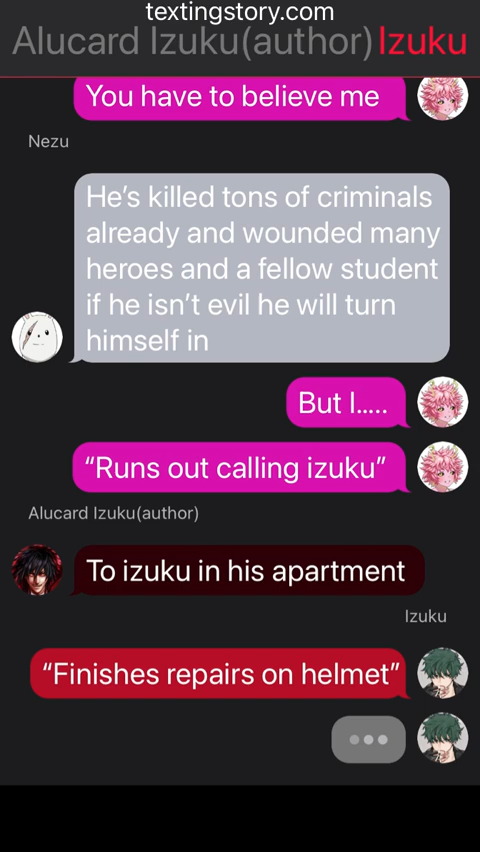 textingstory.com
Alucard Izuku(author) Izuku
You have to believe me
Nezu
He's killed tons of criminals
already and wounded many
heroes and a fellow student
if he isn't evil he will turn
himself in
But I.....
“Runs out calling izuku”
Alucard Izuku(author)
To izuku in his apartment
Izuku
“Finishes repairs on helmet”